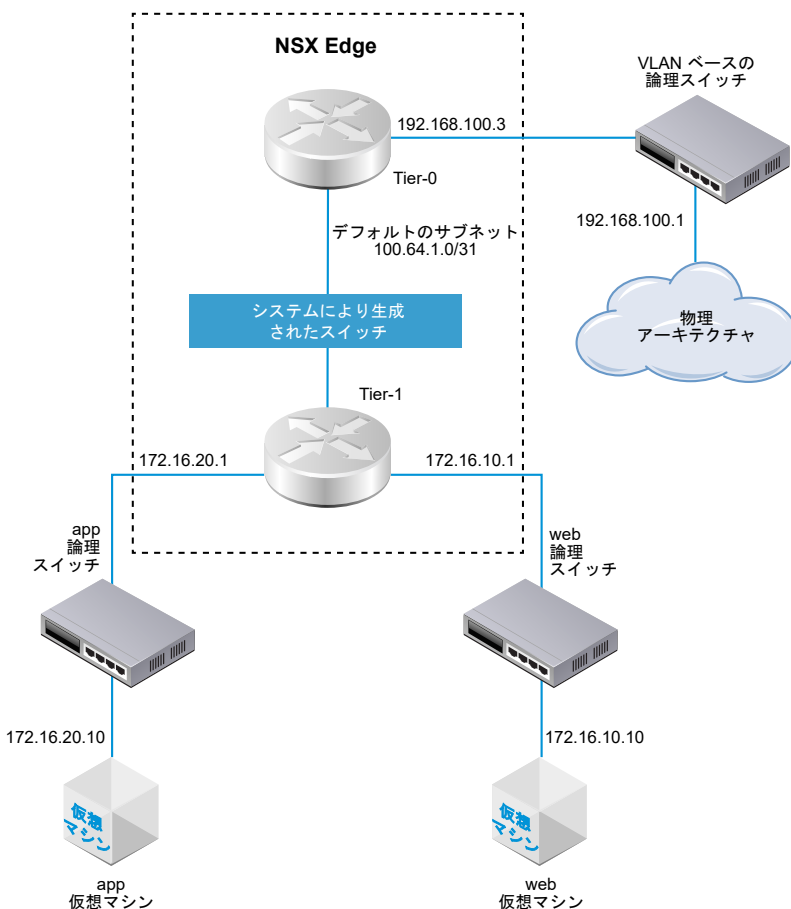 NSX Edge
VLAN ベースの
論理スイッチ
192.168.100.3
Tier-0
192.168.100.1
デフォルトのサブネット
100.64.1.0/31
物理
アーキテクチャ
システムにより生成
されたスイッチ
Tier-1
172.16.20.1
172.16.10.1
app
論理
スイッチ
web
論理
スイッチ
172.16.20.10
172.16.10.10
仮想
マシン
仮想
マシン
app
仮想マシン
web
仮想マシン